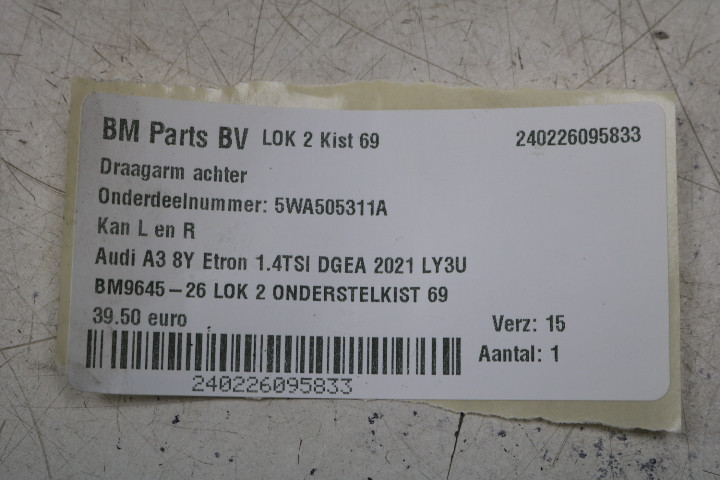 BM Parts BV LOK 2 Kist 69 240226095833
Draagarm achter
Onderdeelnummer: 5WA505311A
Kan L en R
Audi A3 8Y Etron 1.4TSI DGEA 2021 LY3U
BM9645-26 LOK 2 ONDERSTELKIST 69
39.50 euro Verz: 15
Aantal: 1
240226095833